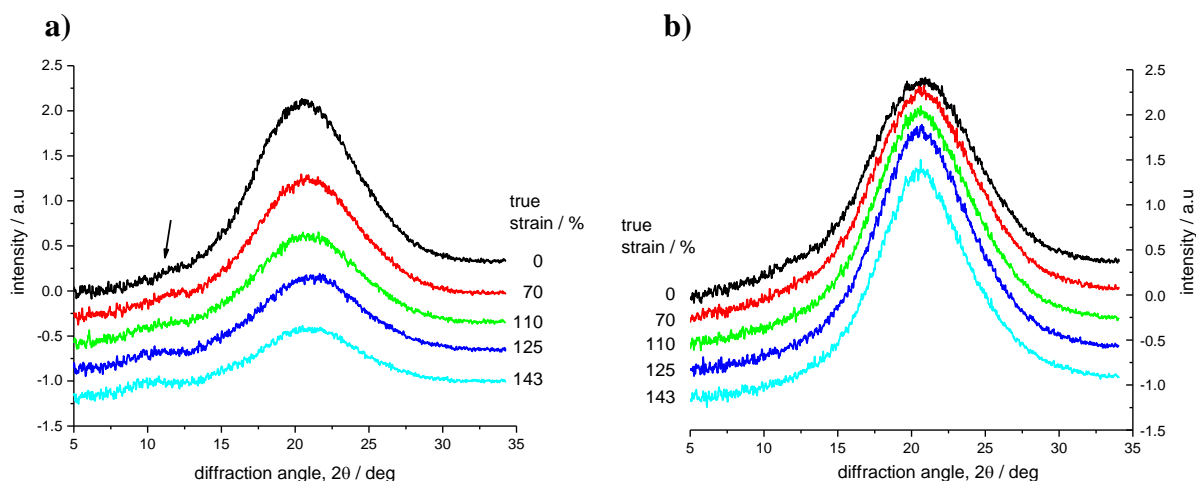 a)
2.5
2.0
1.5
1.0
0.5
0.0
-0.5
-1.0
-1.5
intensity / a.u
5 10 15 20 25 30 35
diffraction angle, 2θ / deg
true
strain / %
0
70
110
125
143
b)
true
strain / %
0
70
110
125
143
5 10 15 20 25 30 35
diffraction angle, 2θ / deg
2.5
2.0
1.5
1.0
0.5
0.0
-0.5
-1.0
-1.5
intensity / a.u